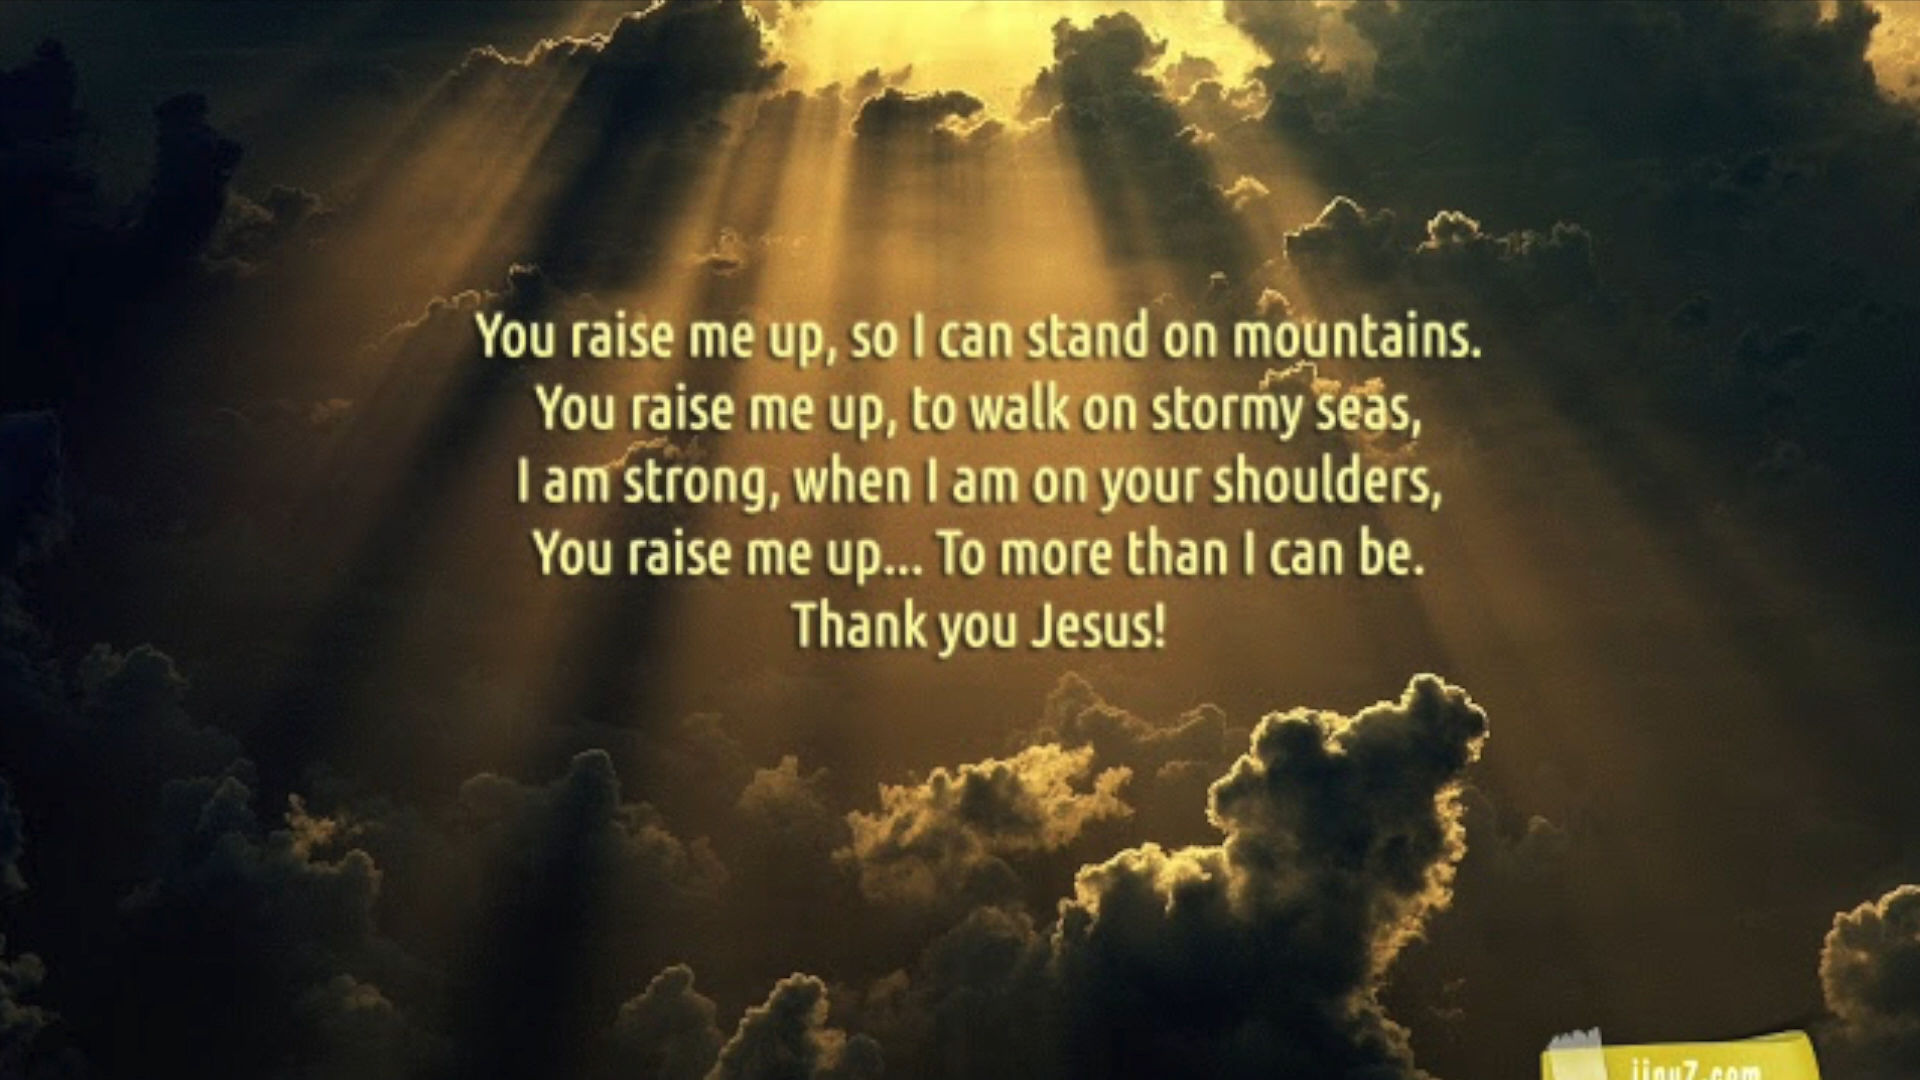 You raise me up, so I can stand on mountains.
You raise me up, to walk on stormy seas,
I am strong, when I am on your shoulders,
You raise me up... To more than I can be.
Thank you Jesus!